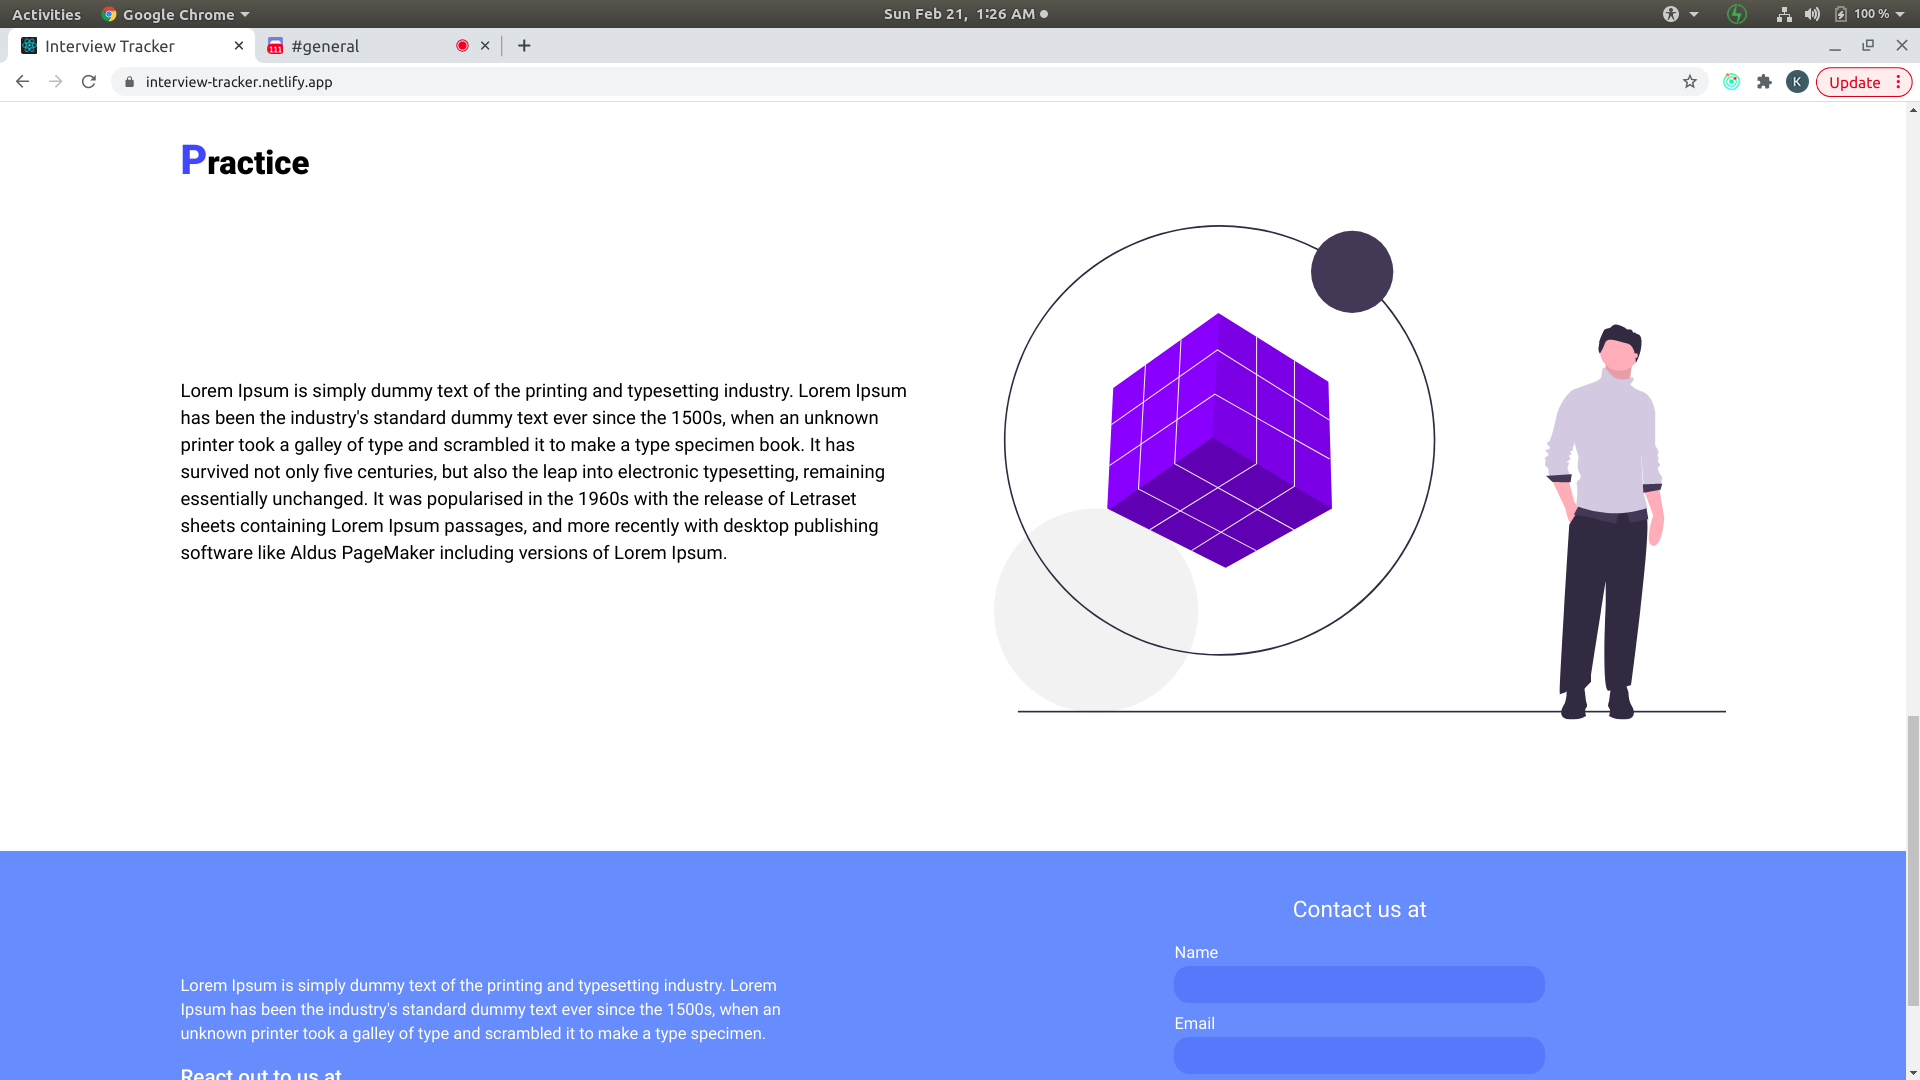 Activities
Google Chrome
Sun Feb 21, 1:26 AM
100 %
Interview Tracker
111
#general
interview-tracker.netlify.app
K
Update
Practice
Lorem Ipsum is simply dummy text of the printing and typesetting industry. Lorem Ipsum
has been the industry's standard dummy text ever since the 1500s, when an unknown
printer took a galley of type and scrambled it to make a type specimen book. It has
survived not only five centuries, but also the leap into electronic typesetting, remaining
essentially unchanged. It was popularised in the 1960s with the release of Letraset
sheets containing Lorem Ipsum passages, and more recently with desktop publishing
software like Aldus PageMaker including versions of Lorem Ipsum.
Lorem Ipsum is simply dummy text of the printing and typesetting industry. Lorem
Ipsum has been the industry's standard dummy text ever since the 1500s, when an
unknown printer took a galley of type and scrambled it to make a type specimen.
React out to us at
Contact us at
Name
Email